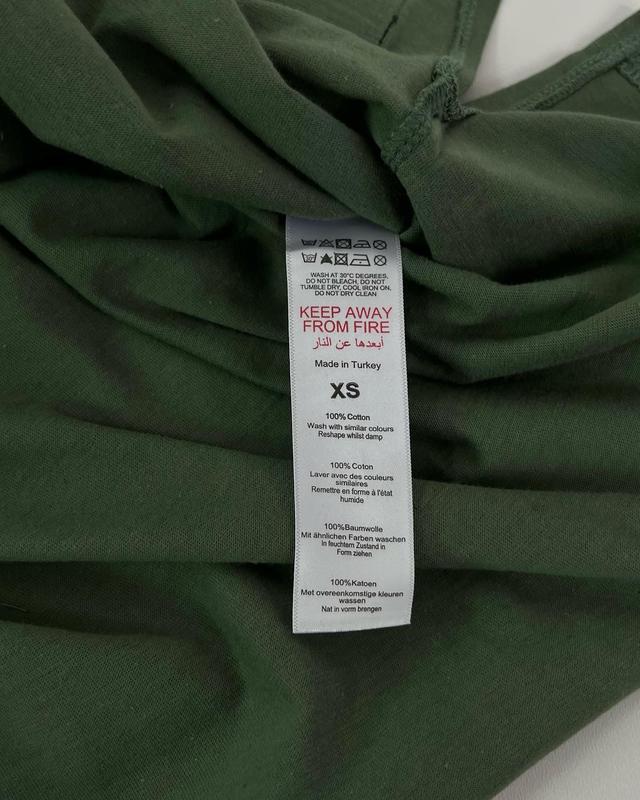 WASH AT 30°C DEGREES,
DO NOT BLEACH, DO NOT
TUMBLE DRY, COOL IRON ON,
DO NOT DRY CLEAN
KEEP AWAY
FROM FIRE
أبعدها عن النار
Made in Turkey
XS
100% Cotton
Wash with similar colours
Reshape whilst damp
100% Coton
Laver avec des couleurs
similaires
Remettre en forme à l'état
humide
100%Baumwolle
Mit ähnlichen Farben waschen
In feuchtem Zustand in
Form ziehen
100%Katoen
Met overeenkomstige kleuren
wassen
Nat in vorm brengen